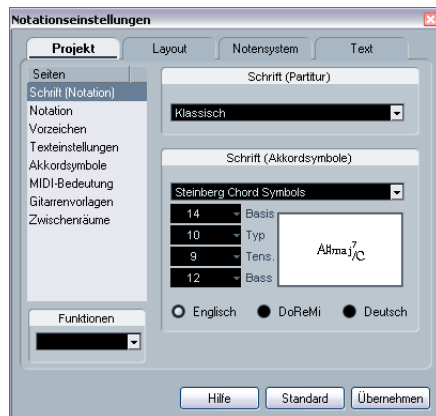 Notationseinstellungen
Projekt
Layout
Notensystem
Text
Seiten
Schrift (Notation)
Notation
Vorzeichen
Texteinstellungen
Akkordsymbole
MIDI-Bedeutung
Gitarrenvorlagen
Zwischenräume
Funktionen
Schrift (Partitur)
Klassisch
Schrift (Akkordsymbole)
Steinberg Chord Symbols
14 Basis
10 Typ
9 Tens.
12 Bass
A#maj7/C
Englisch DoReMi Deutsch
Hilfe Standard Übernehmen